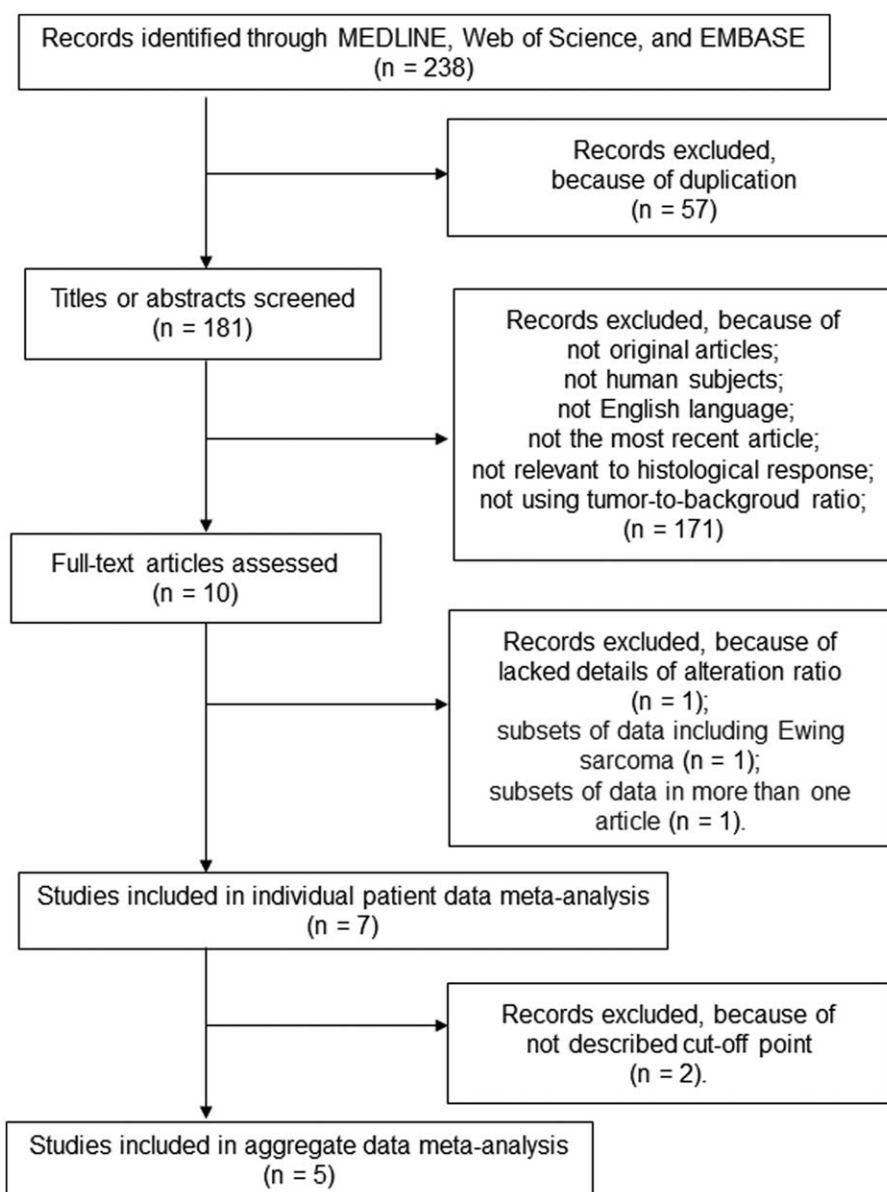 Records identified through MEDLINE, Web of Science, and EMBASE
(n = 238)
Records excluded,
because of duplication
(n = 57)
Titles or abstracts screened
(n = 181)
Records excluded, because of
not original articles;
not human subjects;
not English language;
not the most recent article;
not relevant to histological response;
not using tumor-to-backgroud ratio;
(n = 171)
Full-text articles assessed
(n = 10)
Records excluded, because of
lacked details of alteration ratio
(n = 1);
subsets of data including Ewing
sarcoma (n = 1);
subsets of data in more than one
article (n = 1).
Studies included in individual patient data meta-analysis
(n = 7)
Records excluded, because of
not described cut-off point
(n = 2).
Studies included in aggregate data meta-analysis
(n = 5)